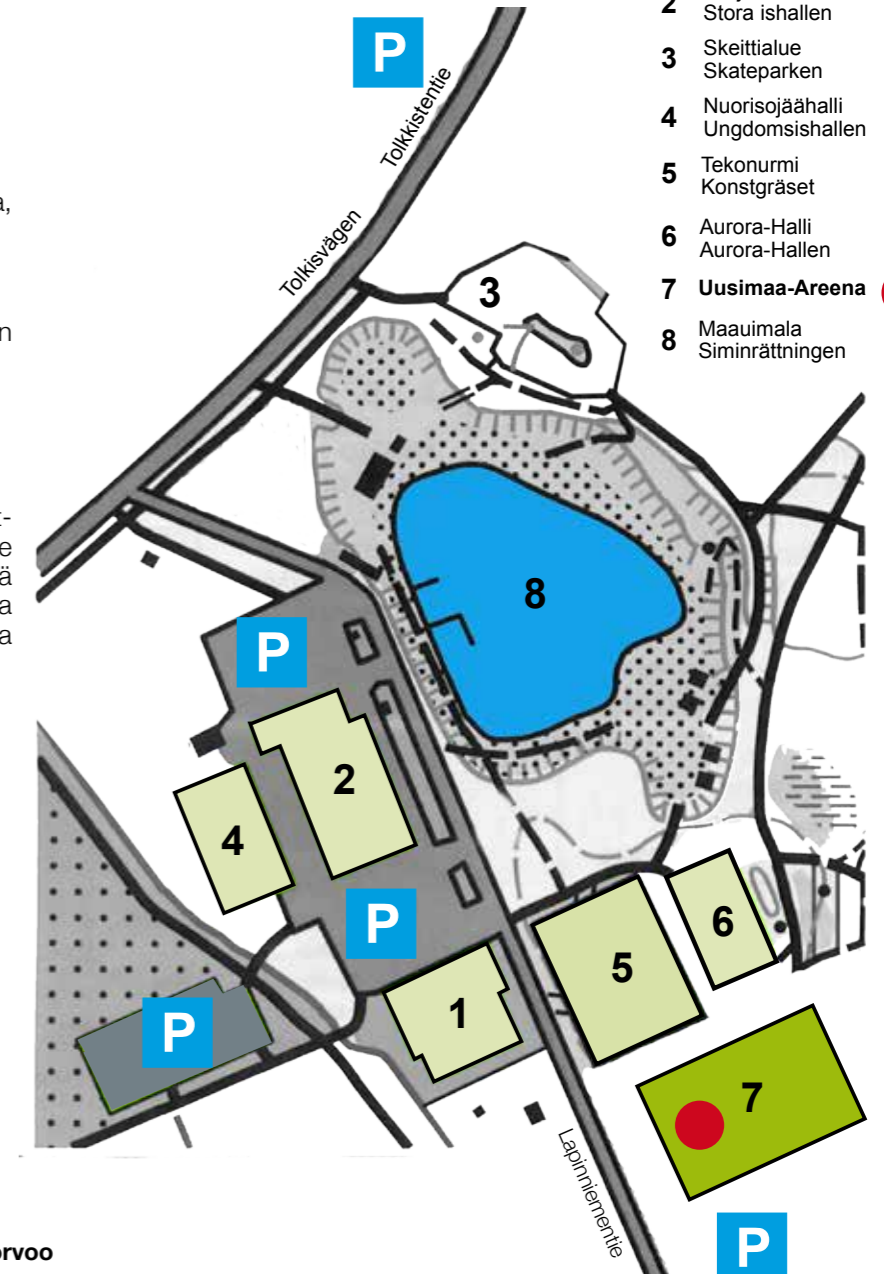 2
Stora ishallen
3 Skeittialue
Skateparken
4 Nuorisojäähalli
Ungdomsishallen
5 Tekonurmi
Konstgräset
6 Aurora-Halli
Aurora-Hallen
7 Uusimaa-Areena
8 Maauimala
Siminrättningen
a,
n
t-
e
ä
a
a
P
Tolkkistentie
Tolkisvägen
3
8
P
2
4
P
6
5
1
P
7
Lapinniementie
P
orvoo